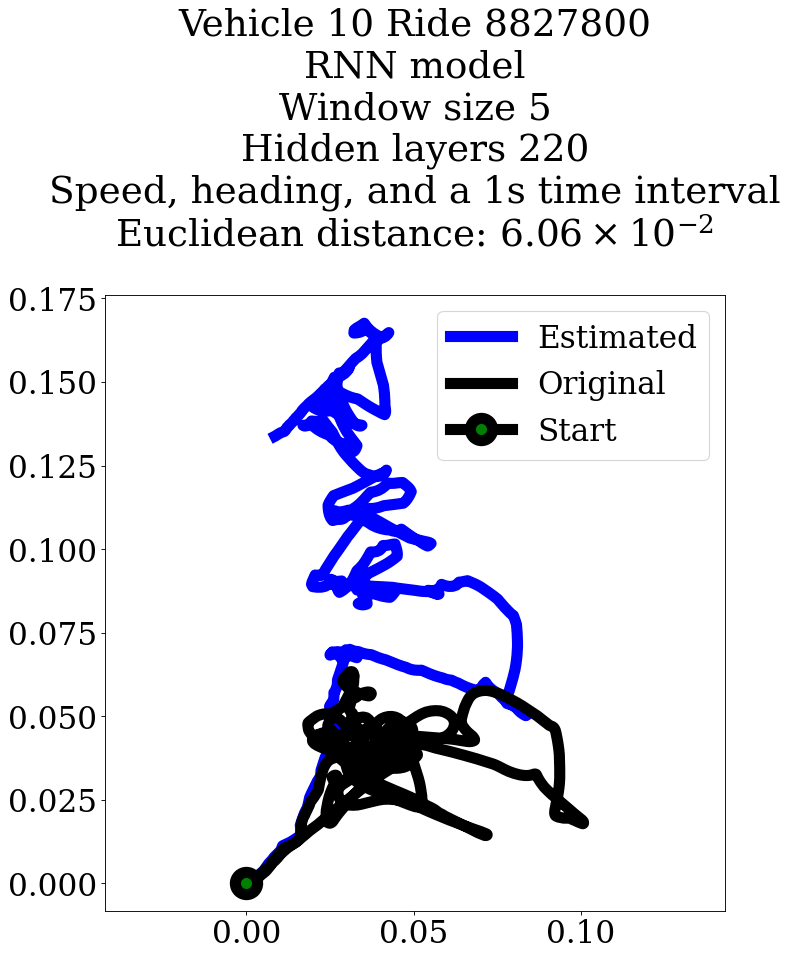 Vehicle 10 Ride 8827800
RNN model
Window size 5
Hidden layers 220
Speed, heading, and a 1s time interval
Euclidean distance: 6.06 × 10⁻²
0.175
0.150
0.125
0.100
0.075
0.050
0.025
0.000
Estimated
Original
Start
0.00 0.05 0.10